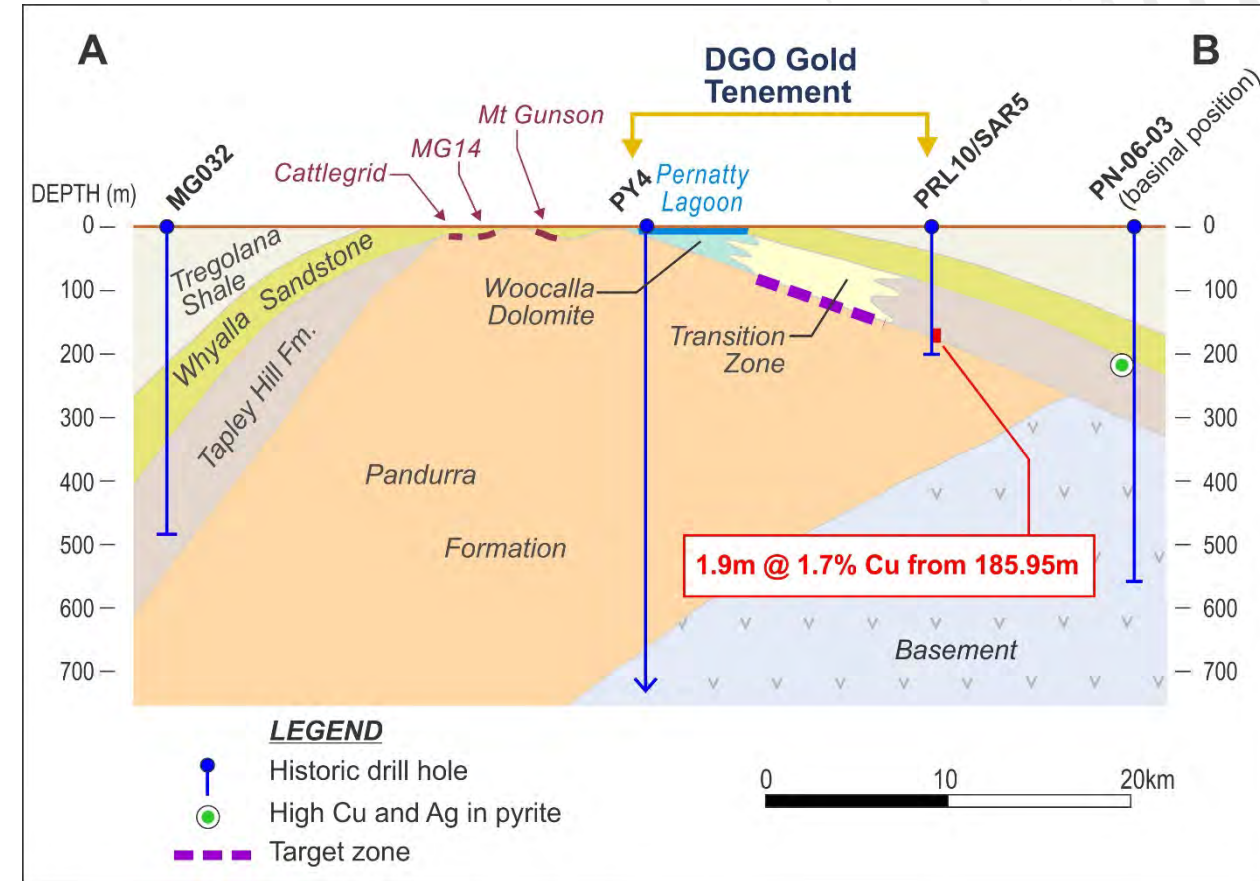 A
B
DGO Gold
Tenement
Mt Gunson
MG14
Cattlegrid
MG032
PY4
Pernatty
Lagoon
PRL 10/SAR5
PN-06-03
(basinal position)
DEPTH (m)
0
100
200
300
400
500
600
700
0
100
200
300
400
500
600
700
Tregolana
Shale
Whyalla Sandstone
Tapley Hill Fm.
Woocalla
Dolomite
Transition
Zone
Pandurra
Formation
1.9m @ 1.7% Cu from 185.95m
Basement
LEGEND
Historic drill hole
High Cu and Ag in pyrite
Target zone
0 10 20km